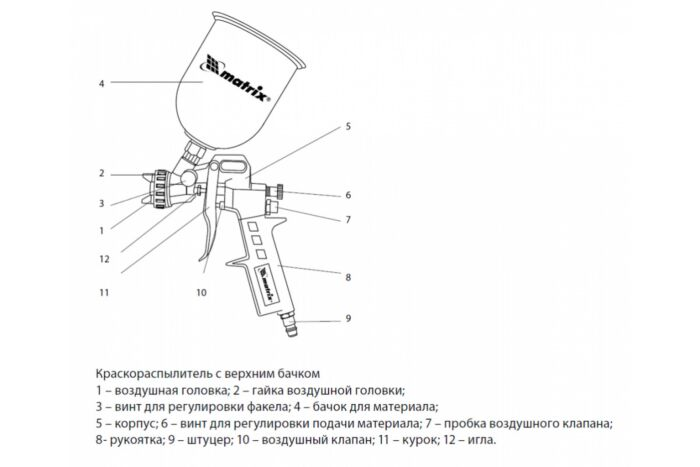 matrix®
4
5
2
3
6
7
1
12
11
10
8
matrix
9
Краскораспылитель с верхним бачком
1 – воздушная головка; 2 – гайка воздушной головки;
3 – винт для регулировки факела; 4 – бачок для материала;
5 – корпус; 6 – винт для регулировки подачи материала; 7 – пробка воздушного клапана;
8- рукоятка; 9 – штуцер; 10 – воздушный клапан; 11 – курок; 12 – игла.